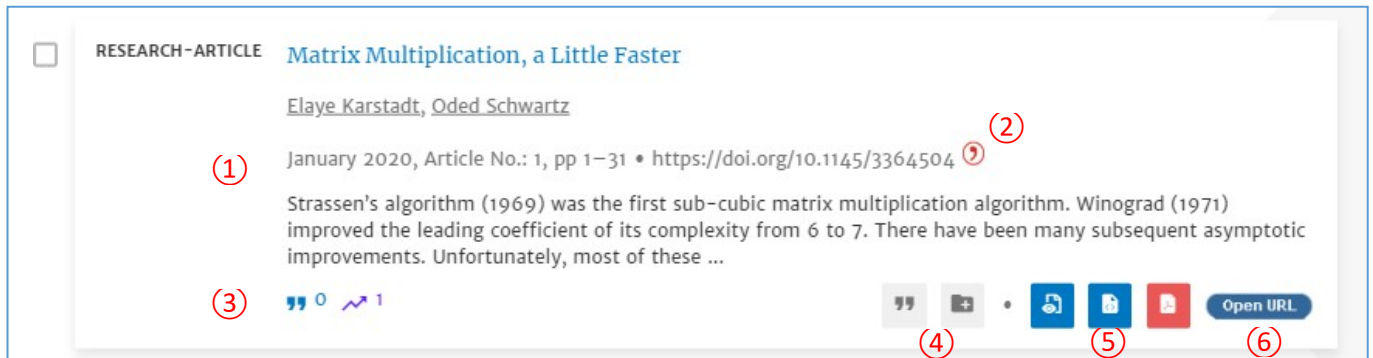 RESEARCH-ARTICLE Matrix Multiplication, a Little Faster
Elaye Karstadt, Oded Schwartz
②
① January 2020, Article No.: 1, pp 1–31 • https://doi.org/10.1145/3364504
Strassen's algorithm (1969) was the first sub-cubic matrix multiplication algorithm. Winograd (1971)
improved the leading coefficient of its complexity from 6 to 7. There have been many subsequent asymptotic
improvements. Unfortunately, most of these ...
③ 0 1 Open URL
④ ⑤ ⑥